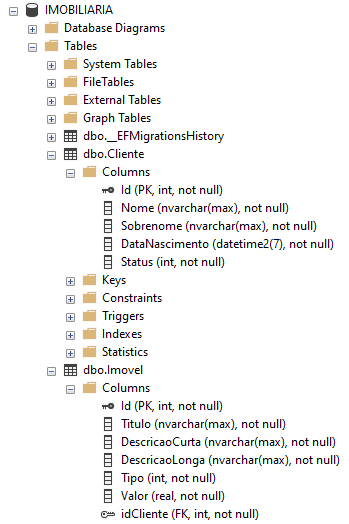 IMOBILIARIA
Database Diagrams
Tables
System Tables
FileTables
External Tables
Graph Tables
dbo.__EFMigrationsHistory
dbo.Cliente
Columns
Id (PK, int, not null)
Nome (nvarchar(max), not null)
Sobrenome (nvarchar(max), not null)
DataNascimento (datetime2(7), not null)
Status (int, not null)
Keys
Constraints
Triggers
Indexes
Statistics
dbo.Imovel
Columns
Id (PK, int, not null)
Titulo (nvarchar(max), not null)
DescricaoCurta (nvarchar(max), not null)
DescricaoLonga (nvarchar(max), not null)
Tipo (int, not null)
Valor (real, not null)
idCliente (FK, int, not null)